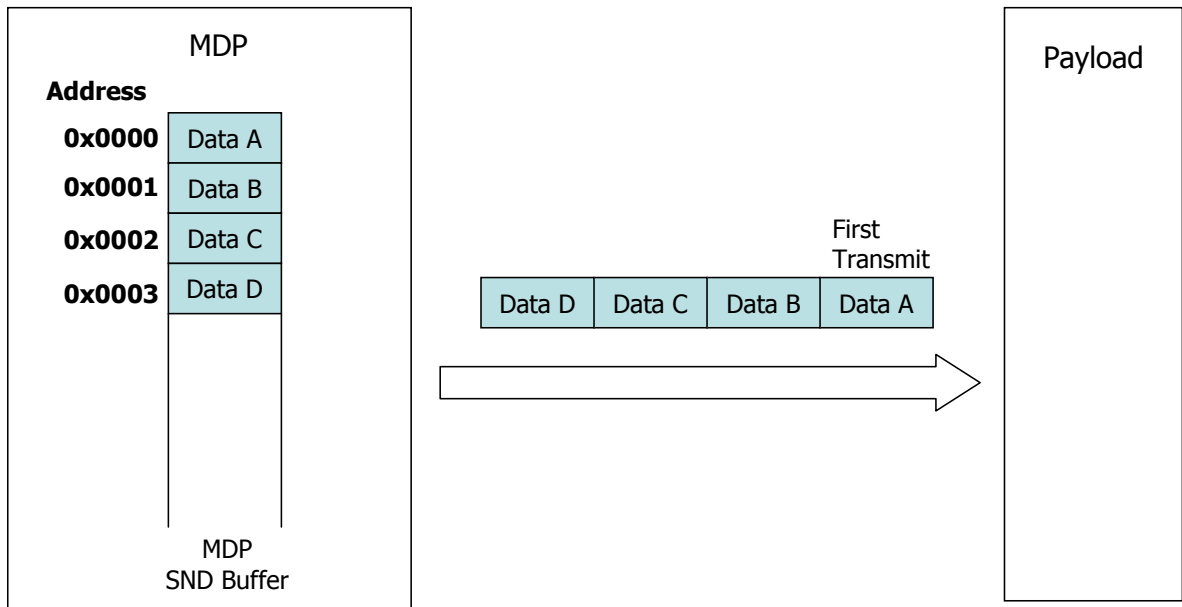 MDP
Address
0x0000 Data A
0x0001 Data B
0x0002 Data C
0x0003 Data D
MDP
SND Buffer
First
Transmit
Data D Data C Data B Data A
Payload